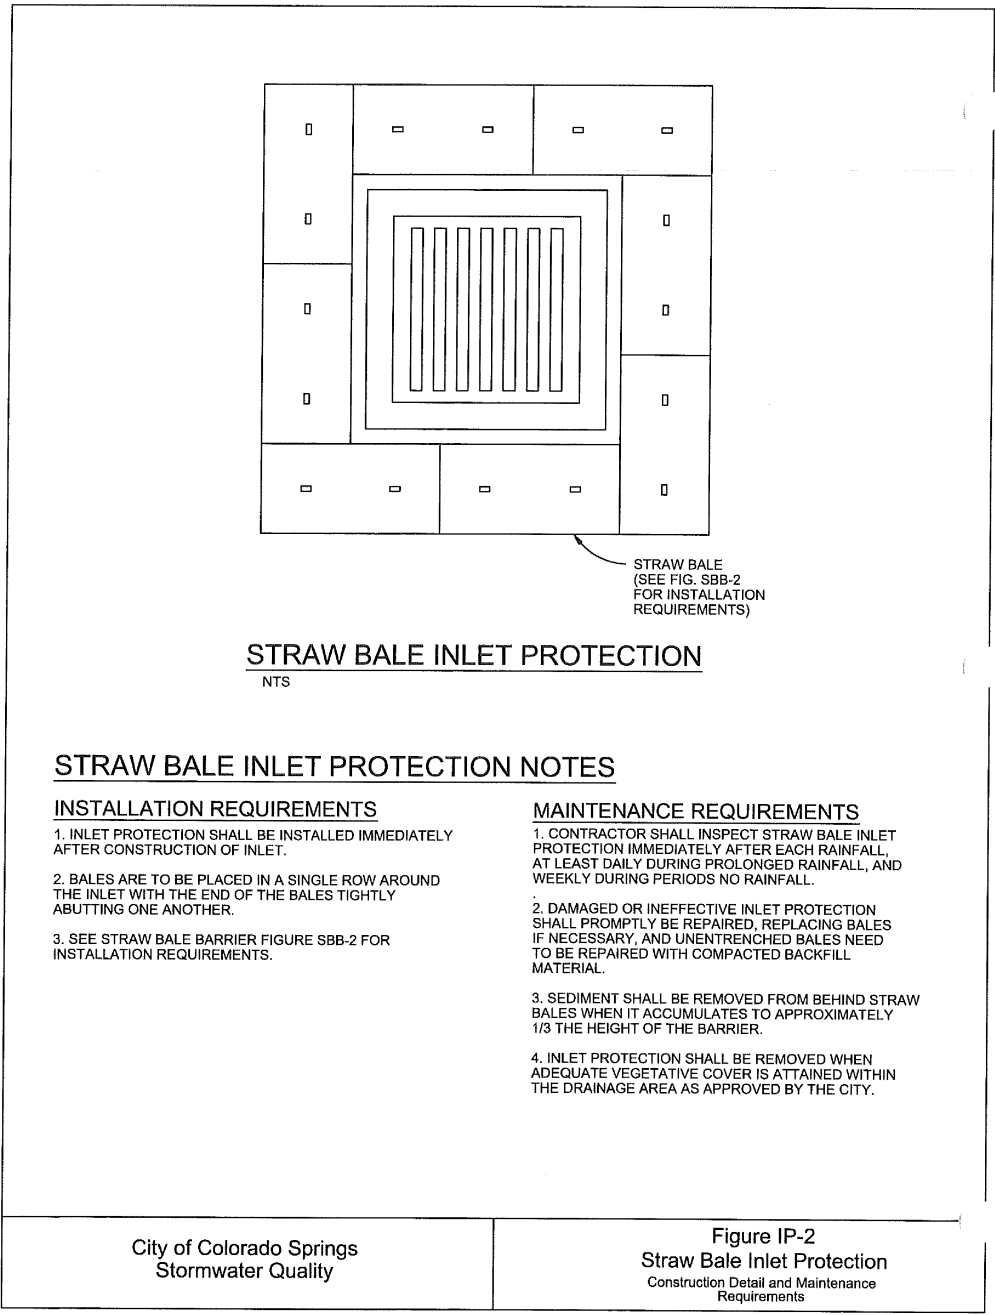 STRAW BALE
(SEE FIG. SBB-2
FOR INSTALLATION
REQUIREMENTS)
STRAW BALE INLET PROTECTION
NTS
STRAW BALE INLET PROTECTION NOTES
INSTALLATION REQUIREMENTS
1. INLET PROTECTION SHALL BE INSTALLED IMMEDIATELY
AFTER CONSTRUCTION OF INLET.
2. BALES ARE TO BE PLACED IN A SINGLE ROW AROUND
THE INLET WITH THE END OF THE BALES TIGHTLY
ABUTTING ONE ANOTHER.
3. SEE STRAW BALE BARRIER FIGURE SBB-2 FOR
INSTALLATION REQUIREMENTS.
MAINTENANCE REQUIREMENTS
1. CONTRACTOR SHALL INSPECT STRAW BALE INLET
PROTECTION IMMEDIATELY AFTER EACH RAINFALL,
AT LEAST DAILY DURING PROLONGED RAINFALL, AND
WEEKLY DURING PERIODS NO RAINFALL.
.
2. DAMAGED OR INEFFECTIVE INLET PROTECTION
SHALL PROMPTLY BE REPAIRED, REPLACING BALES
IF NECESSARY, AND UNENTRENCHED BALES NEED
TO BE REPAIRED WITH COMPACTED BACKFILL
MATERIAL.
3. SEDIMENT SHALL BE REMOVED FROM BEHIND STRAW
BALES WHEN IT ACCUMULATES TO APPROXIMATELY
1/3 THE HEIGHT OF THE BARRIER.
4. INLET PROTECTION SHALL BE REMOVED WHEN
ADEQUATE VEGETATIVE COVER IS ATTAINED WITHIN
THE DRAINAGE AREA AS APPROVED BY THE CITY.
City of Colorado Springs
Stormwater Quality
Figure IP-2
Straw Bale Inlet Protection
Construction Detail and Maintenance
Requirements